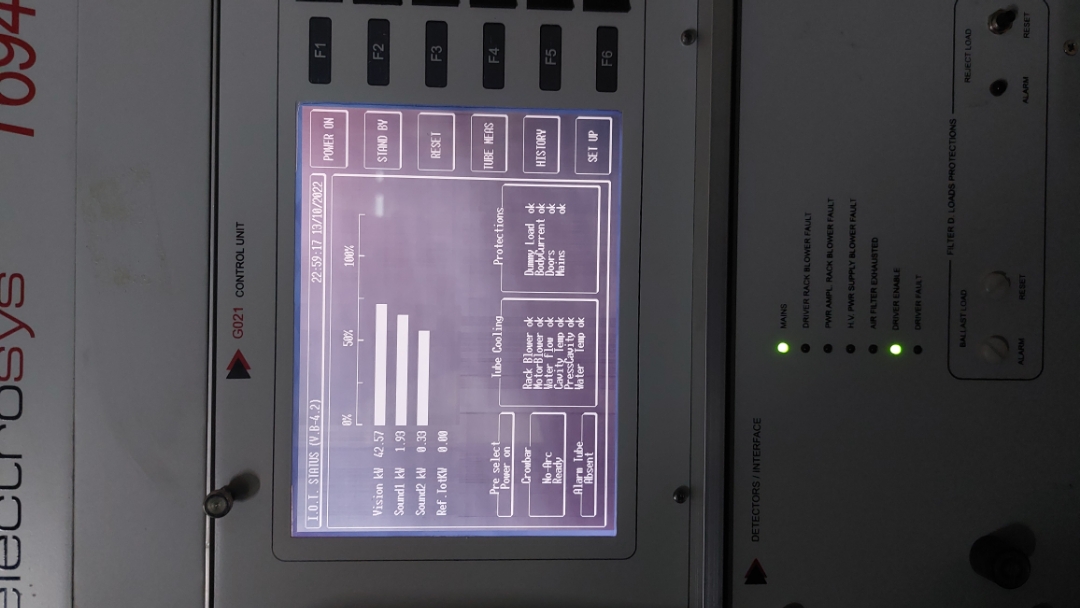 electrosys
7694
G021 CONTROL UNIT
F1
F2
F3
F4
F5
F6
I.O.T. STATUS (V.B-4.2) 22:59:17 13/10/2022
POWER ON
STAND BY
RESET
TUBE MEAS
HISTORY
SET UP
0% 50% 100%
Vision kW 42.57
Sound1 kW 1.93
Sound2 kW 0.33
Ref.TotKW 0.00
Pre select
Power on
Crowbar
No-Arc
Ready
Alarm Tube
Absent
Tube Cooling
Rack Blower ok
MotorBlower ok
Water flow ok
Cavity Temp ok
PressCavity ok
Water Temp ok
Protections
Dummy Load ok
BodyCurrent ok
Doors ok
Mains ok
DETECTORS / INTERFACE
MAINS
DRIVER RACK BLOWER FAULT
PWR AMPL. RACK BLOWER FAULT
H.V. PWR SUPPLY BLOWER FAULT
AIR FILTER EXHAUSTED
DRIVER ENABLE
DRIVER FAULT
FILTER D. LOADS PROTECTIONS
BALLAST LOAD
ALARM
RESET
REJECT LOAD
ALARM
RESET